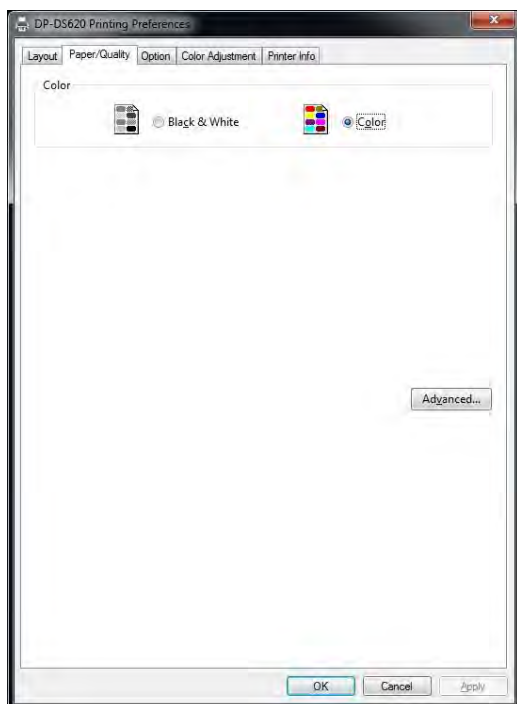 DP-DS620 Printing Preferences
Layout Paper/Quality Option Color Adjustment Printer Info
Color
Black & White Color
Advanced...
OK Cancel Apply